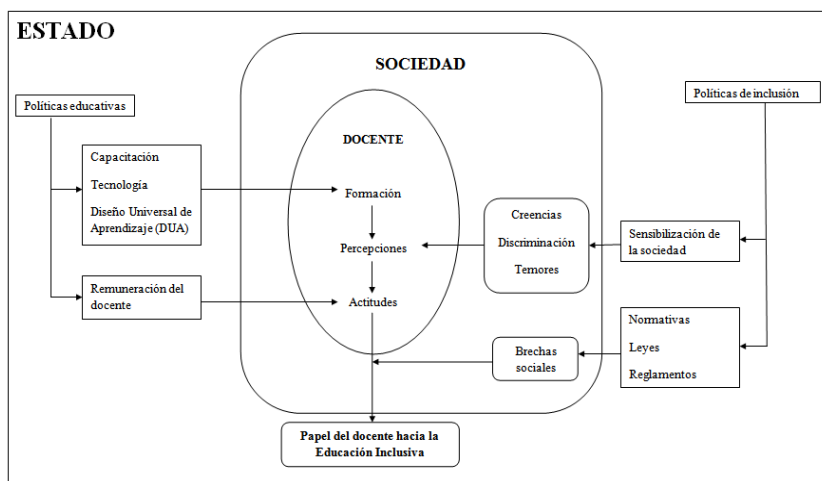 ESTADO
SOCIEDAD
Políticas educativas
Políticas de inclusión
DOCENTE
Capacitación
Tecnología
Diseño Universal de
Aprendizaje (DUA)
Formación
Percepciones
Actitudes
Creencias
Discriminación
Temores
Sensibilización de
la sociedad
Remuneración del
docente
Brechas
sociales
Normativas
Leyes
Reglamentos
Papel del docente hacia la
Educación Inclusiva